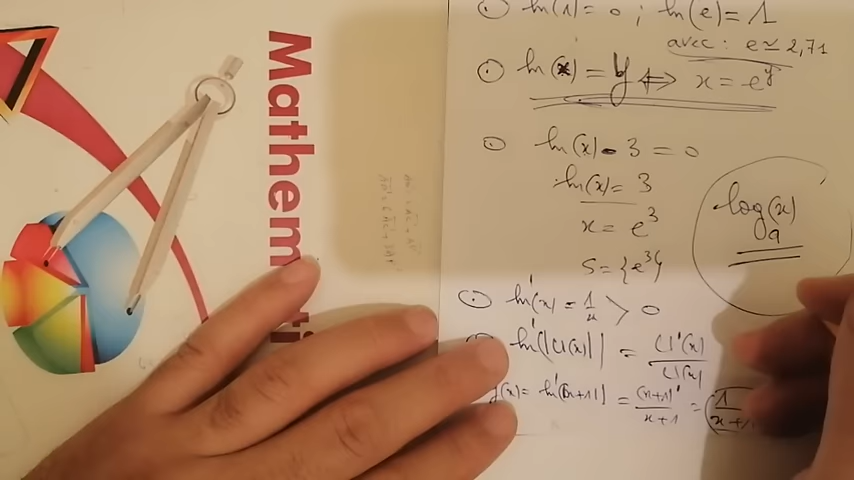 Mathem
⊙ ln(1) = 0 ; ln(e) = 1
avec : e ≃ 2,71
⊙ ln(x) = y ⟺ x = e^y
⊙ ln(x) - 3 = 0
ln(x) = 3
x = e^3
S = {e^3}
log_a(x)
⊙ ln'(x) = 1/x > 0
ln'(|U(x)|) = U'(x)/U(x)
(x) = ln'(|x+1|) = (x+1)'/x+1 = 1/x+1